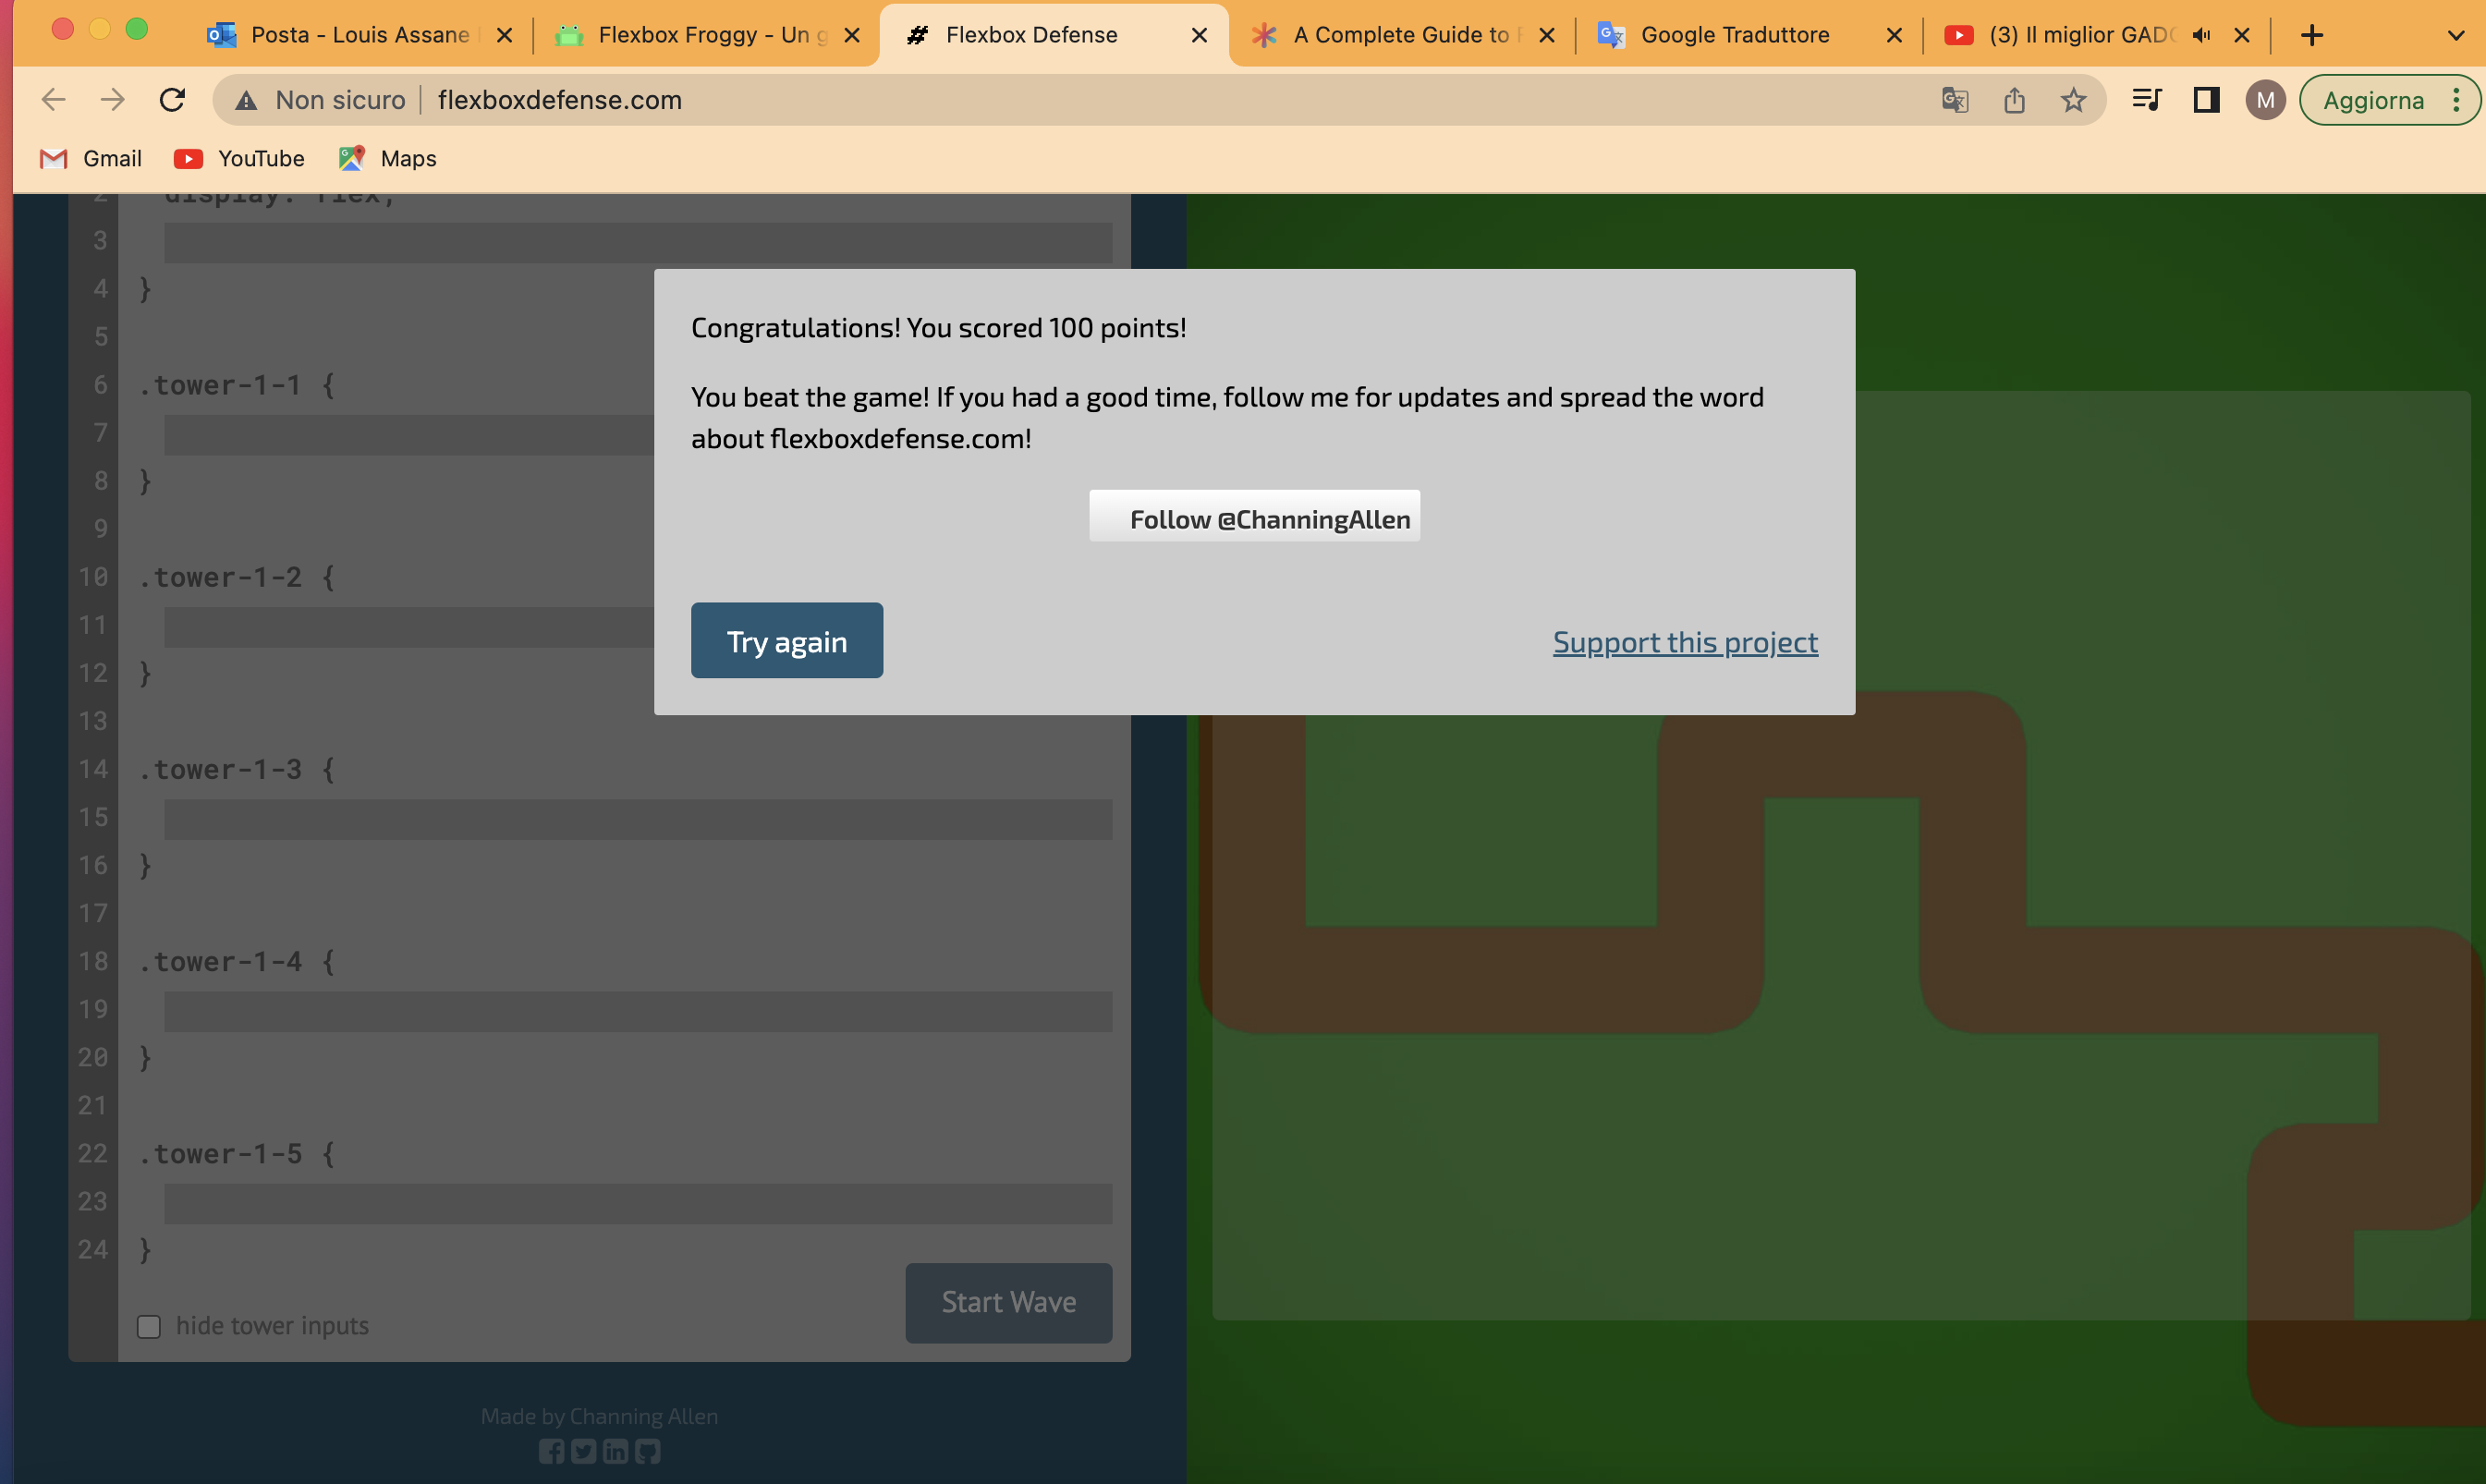 Posta - Louis Assane
Flexbox Froggy - Un g
Flexbox Defense
A Complete Guide to F
Google Traduttore
(3) Il miglior GADG
Non sicuro
flexboxdefense.com
M
Aggiorna
Gmail
YouTube
Maps
2 display: flex;
3
4 }
5
6 .tower-1-1 {
7
8 }
9
10 .tower-1-2 {
11
12 }
13
14 .tower-1-3 {
15
16 }
17
18 .tower-1-4 {
19
20 }
21
22 .tower-1-5 {
23
24 }
hide tower inputs
Start Wave
Congratulations! You scored 100 points!
You beat the game! If you had a good time, follow me for updates and spread the word
about flexboxdefense.com!
Follow @ChanningAllen
Try again
Support this project
Made by Channing Allen